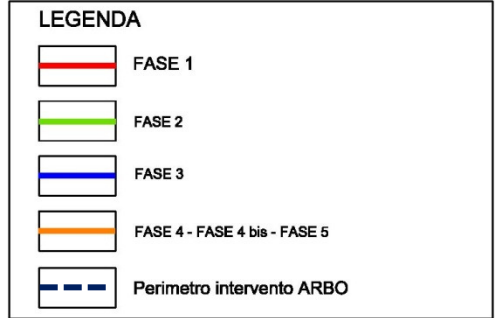 LEGENDA
FASE 1
FASE 2
FASE 3
FASE 4 - FASE 4 bis - FASE 5
Perimetro intervento ARBO